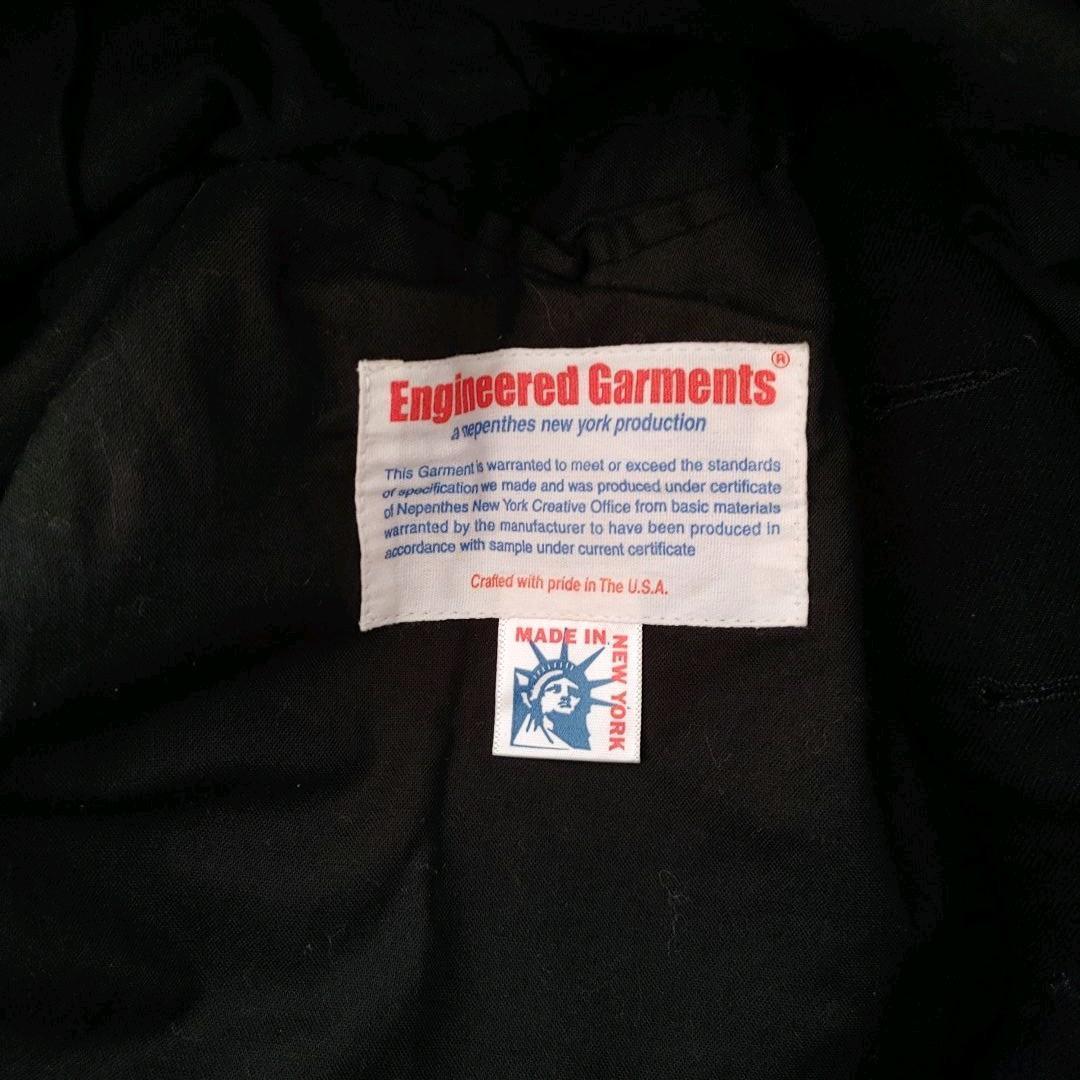 Engineered Garments®
a nepenthes new york production
This Garment is warranted to meet or exceed the standards
of specification we made and was produced under certificate
of Nepenthes New York Creative Office from basic materials
warranted by the manufacturer to have been produced in
accordance with sample under current certificate
Crafted with pride in The U.S.A.
MADE IN
NEW YORK